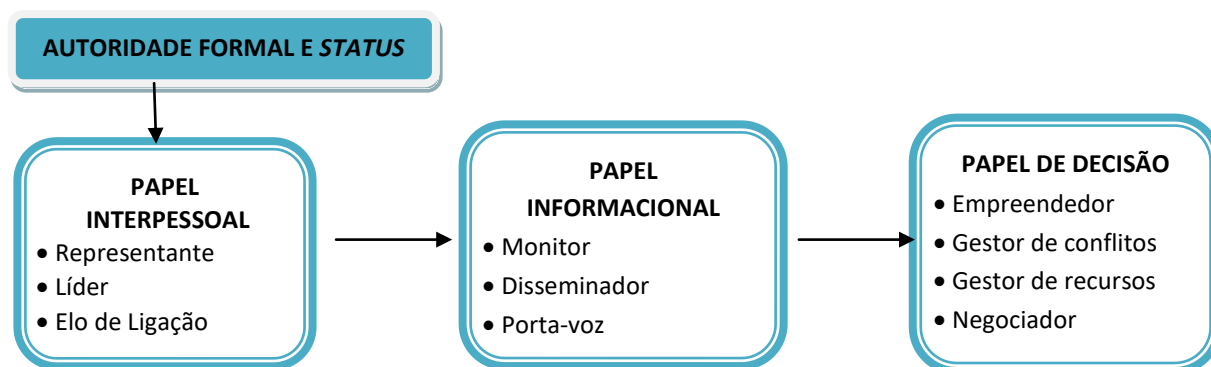 AUTORIDADE FORMAL E STATUS
PAPEL
INTERPESSOAL
• Representante
• Líder
• Elo de Ligação
PAPEL
INFORMACIONAL
• Monitor
• Disseminador
• Porta-voz
PAPEL DE DECISÃO
• Empreendedor
• Gestor de conflitos
• Gestor de recursos
• Negociador